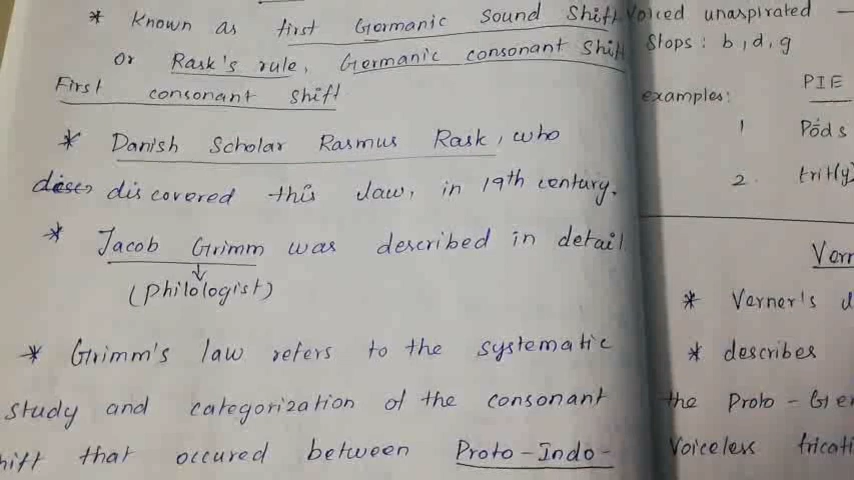 * Known as first Germanic Sound Shift
or Rask's rule, Germanic consonant Shift
First consonant shift
* Danish Scholar Rasmus Rask, who
discovered this law, in 19th century.
* Jacob Grimm was described in detail
(Philologist)
* Grimm's law refers to the systematic
study and categorization of the consonant
that occured between Proto-Indo-
Voiced unaspirated -
Stops: b, d, g
examples: PIE
1 Póds
2.
* Verner's
* describes
the Proto-
Voiceless